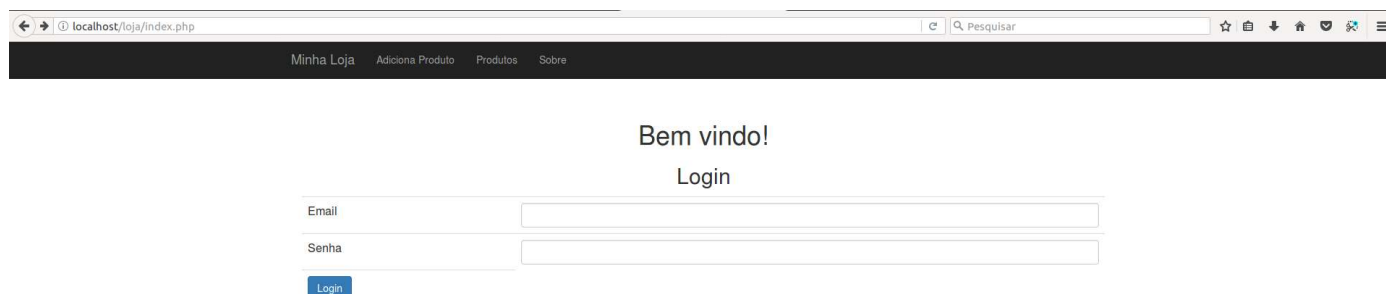 localhost/loja/index.php
Pesquisar
Minha Loja Adiciona Produto Produtos Sobre
Bem vindo!
Login
Email
Senha
Login